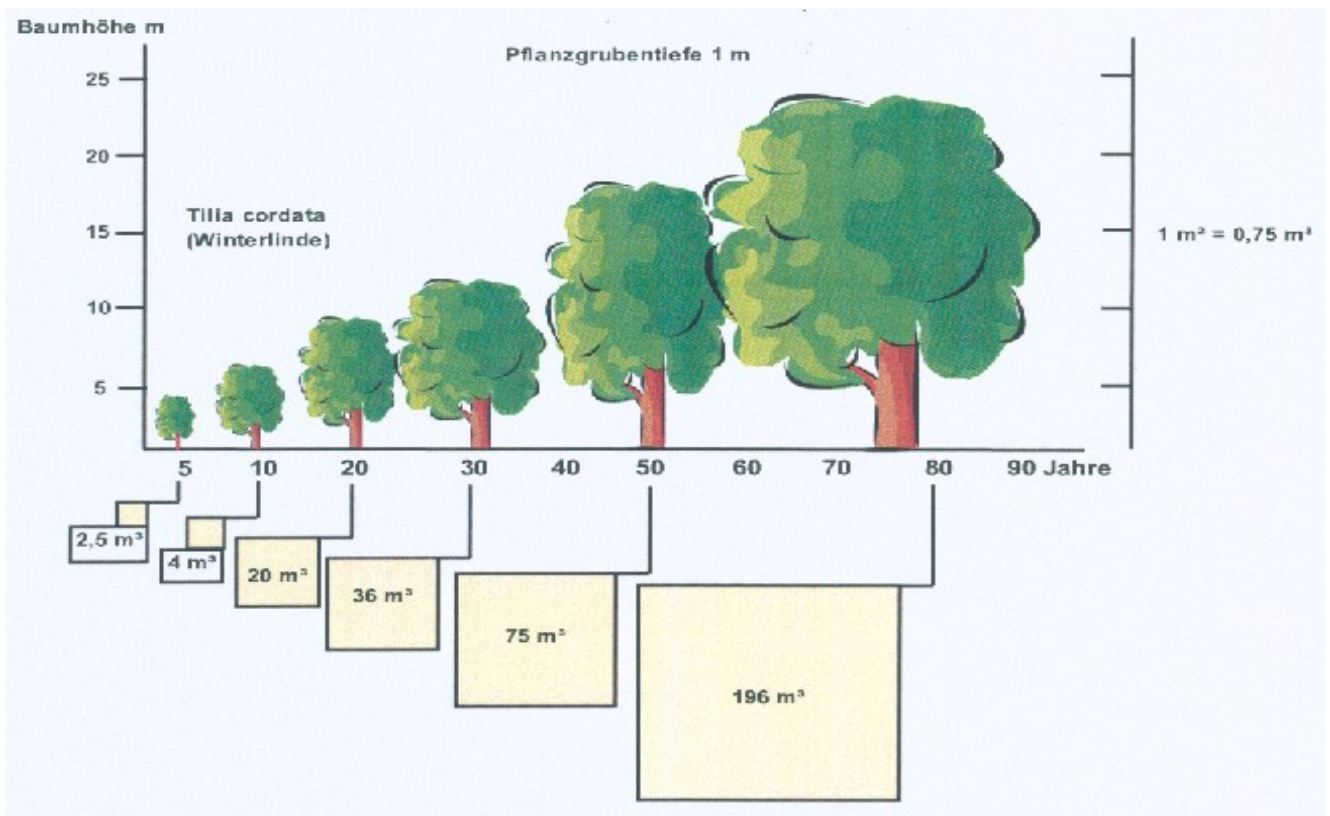 Baumhöhe m
Pflanzgrubentiefe 1 m
25
20
15
10
5
Tilia cordata
(Winterlinde)
1 m² = 0,75 m³
5 10 20 30 40 50 60 70 80 90 Jahre
2,5 m³
4 m³
20 m³
36 m³
75 m³
196 m³